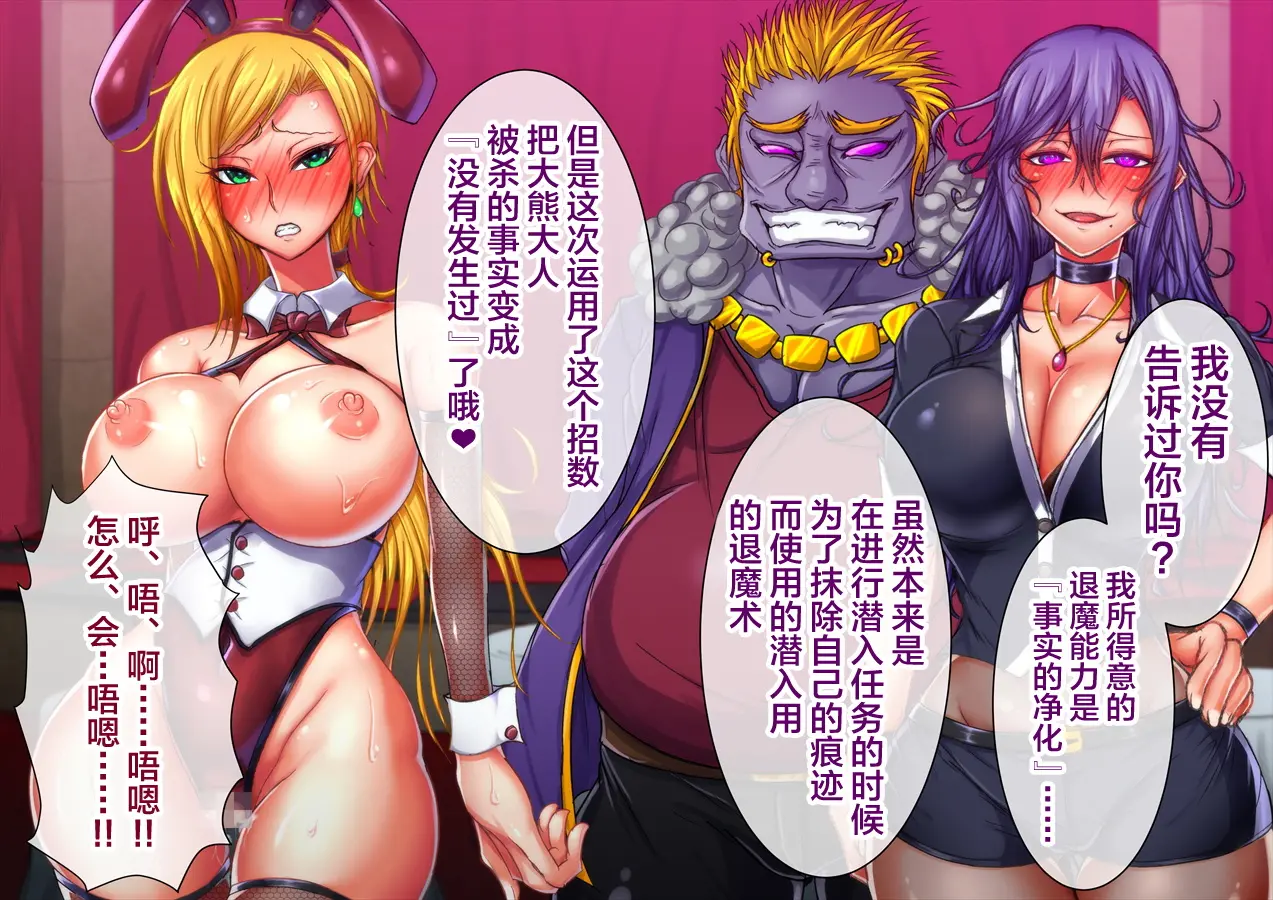 我没有
告诉过你吗？
我所得意的
退魔能力是
『事实的净化』……
虽然本来是
在进行潜入任务的时候
为了抹除自己的痕迹
而使用的潜入用
的退魔术
但是这次运用了这个招数
把大熊大人
被杀的事实变成
『没有发生过』了哦❤
呼、唔、啊……唔嗯!!
怎么、会…唔嗯……!!